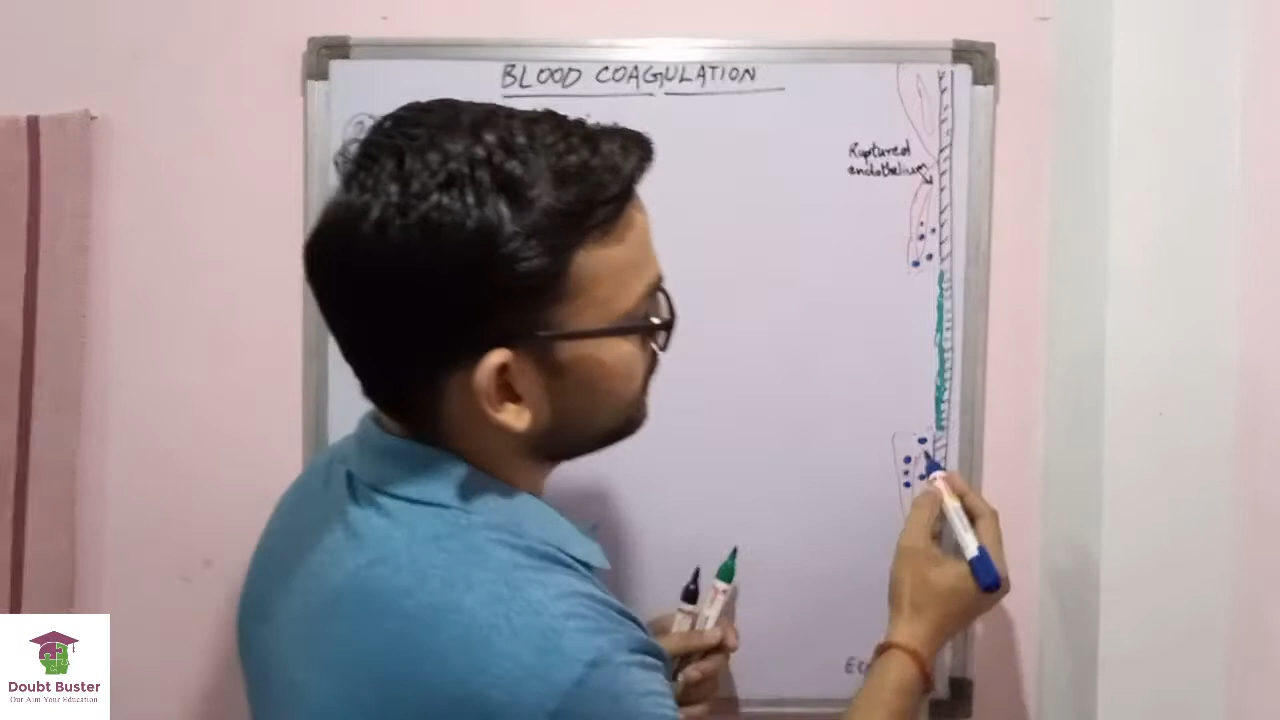 BLOOD COAGULATION
Ruptured
endothelium
Doubt Buster
Our Aim Your Education